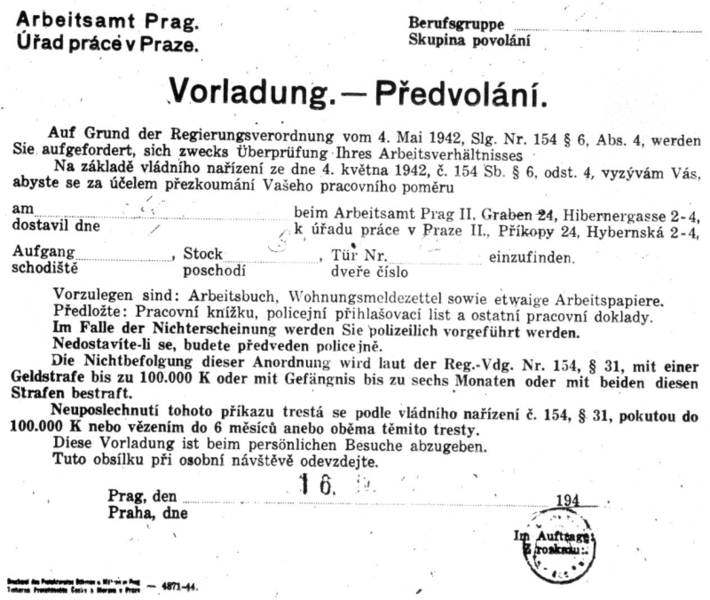 Arbeitsamt Prag.
Úřad práce v Praze.
Berufsgruppe
Skupina povolání
Vorladung. — Předvolání.
Auf Grund der Regierungsverordnung vom 4. Mai 1942, Slg. Nr. 154 § 6, Abs. 4, werden
Sie aufgefordert, sich zwecks Überprüfung Ihres Arbeitsverhältnisses
Na základě vládního nařízení ze dne 4. května 1942, č. 154 Sb. § 6, odst. 4, vyzývám Vás,
abyste se za účelem přezkoumání Vašeho pracovního poměru
am beim Arbeitsamt Prag II. Graben 24, Hibernergasse 2-4,
dostavil dne k úřadu práce v Praze II., Příkopy 24, Hybernská 2-4,
Aufgang , Stock , Tür Nr. einzufinden.
schodiště poschodí dveře číslo
Vorzulegen sind: Arbeitsbuch, Wohnungsmeldezettel sowie etwaige Arbeitspapiere.
Předložte: Pracovní knížku, policejní přihlašovací list a ostatní pracovní doklady.
Im Falle der Nichterscheinung werden Sie polizeilich vorgeführt werden.
Nedostavíte-li se, budete předveden policejně.
Die Nichtbefolgung dieser Anordnung wird laut der Reg.-Vdg. Nr. 154, § 31, mit einer
Geldstrafe bis zu 100.000 K oder mit Gefängnis bis zu sechs Monaten oder mit beiden diesen
Strafen bestraft.
Neuposlechnutí tohoto příkazu trestá se podle vládního nařízení č. 154, § 31, pokutou do
100.000 K nebo vězením do 6 měsíců anebo oběma těmito tresty.
Diese Vorladung ist beim persönlichen Besuche abzugeben.
Tuto obsílku při osobní návštěvě odevzdejte.
Prag, den 16. 194
Praha, dne
Im Auftrage:
Z rozkazu:
— 4871-44.